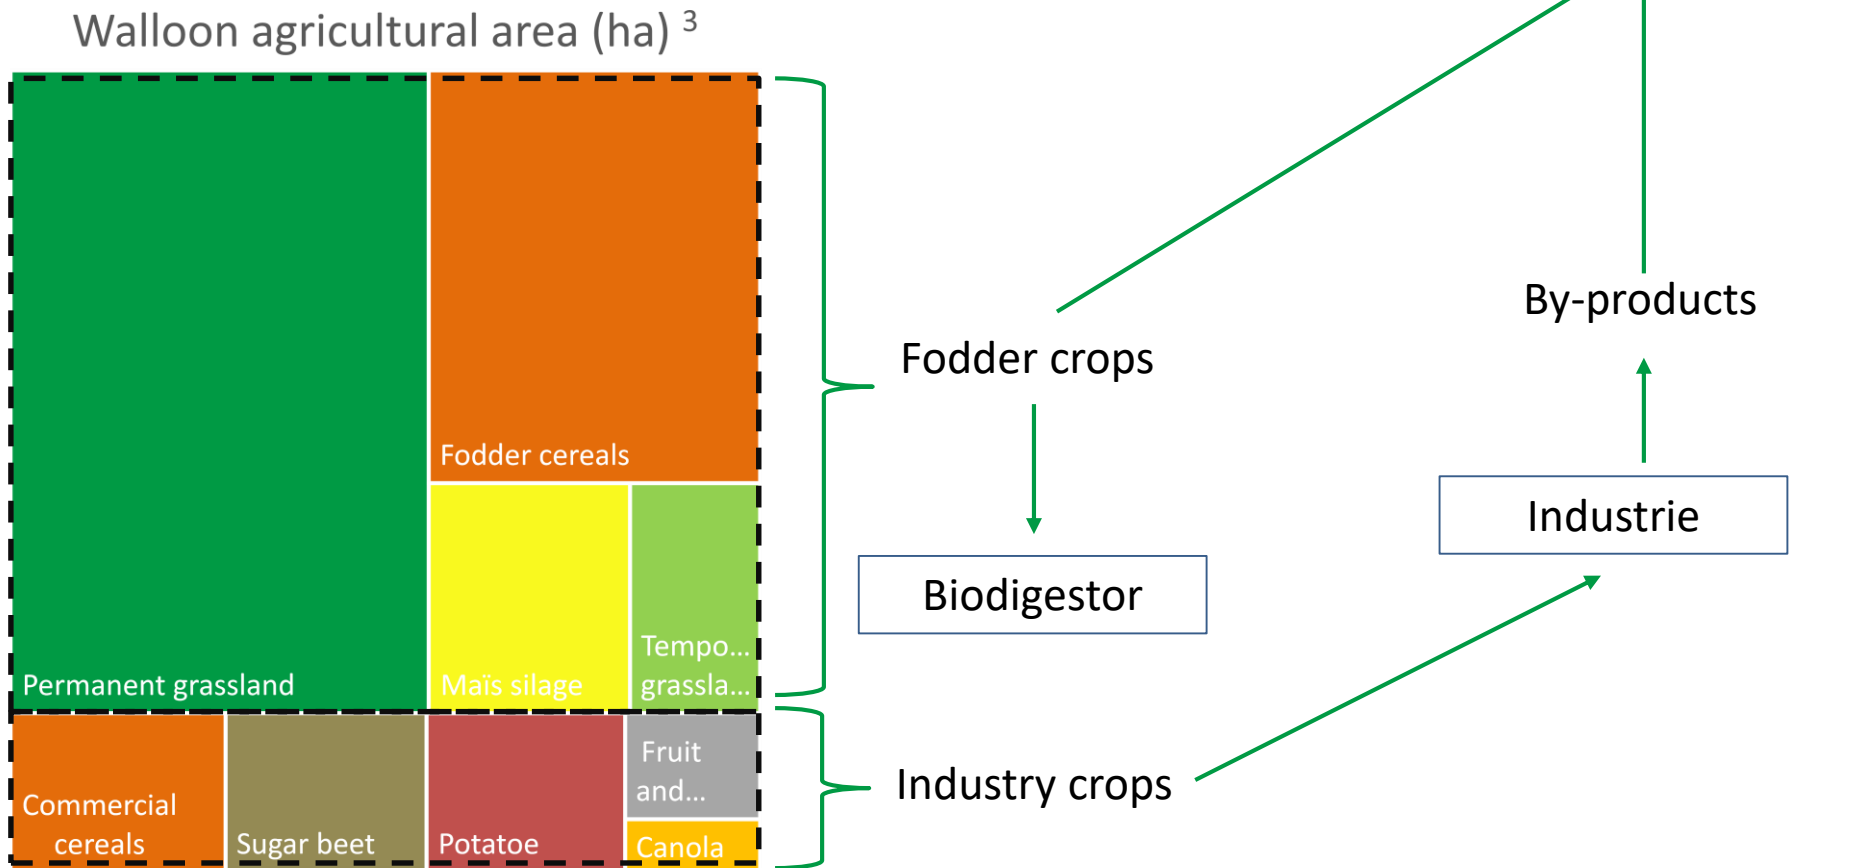 Walloon agricultural area (ha) 3
Fodder cereals
Permanent grassland
Maïs silage
Tempo...
grassla...
Commercial
cereals
Sugar beet
Potatoe
Fruit
and...
Canola
Fodder crops
Biodigestor
Industry crops
By-products
Industrie